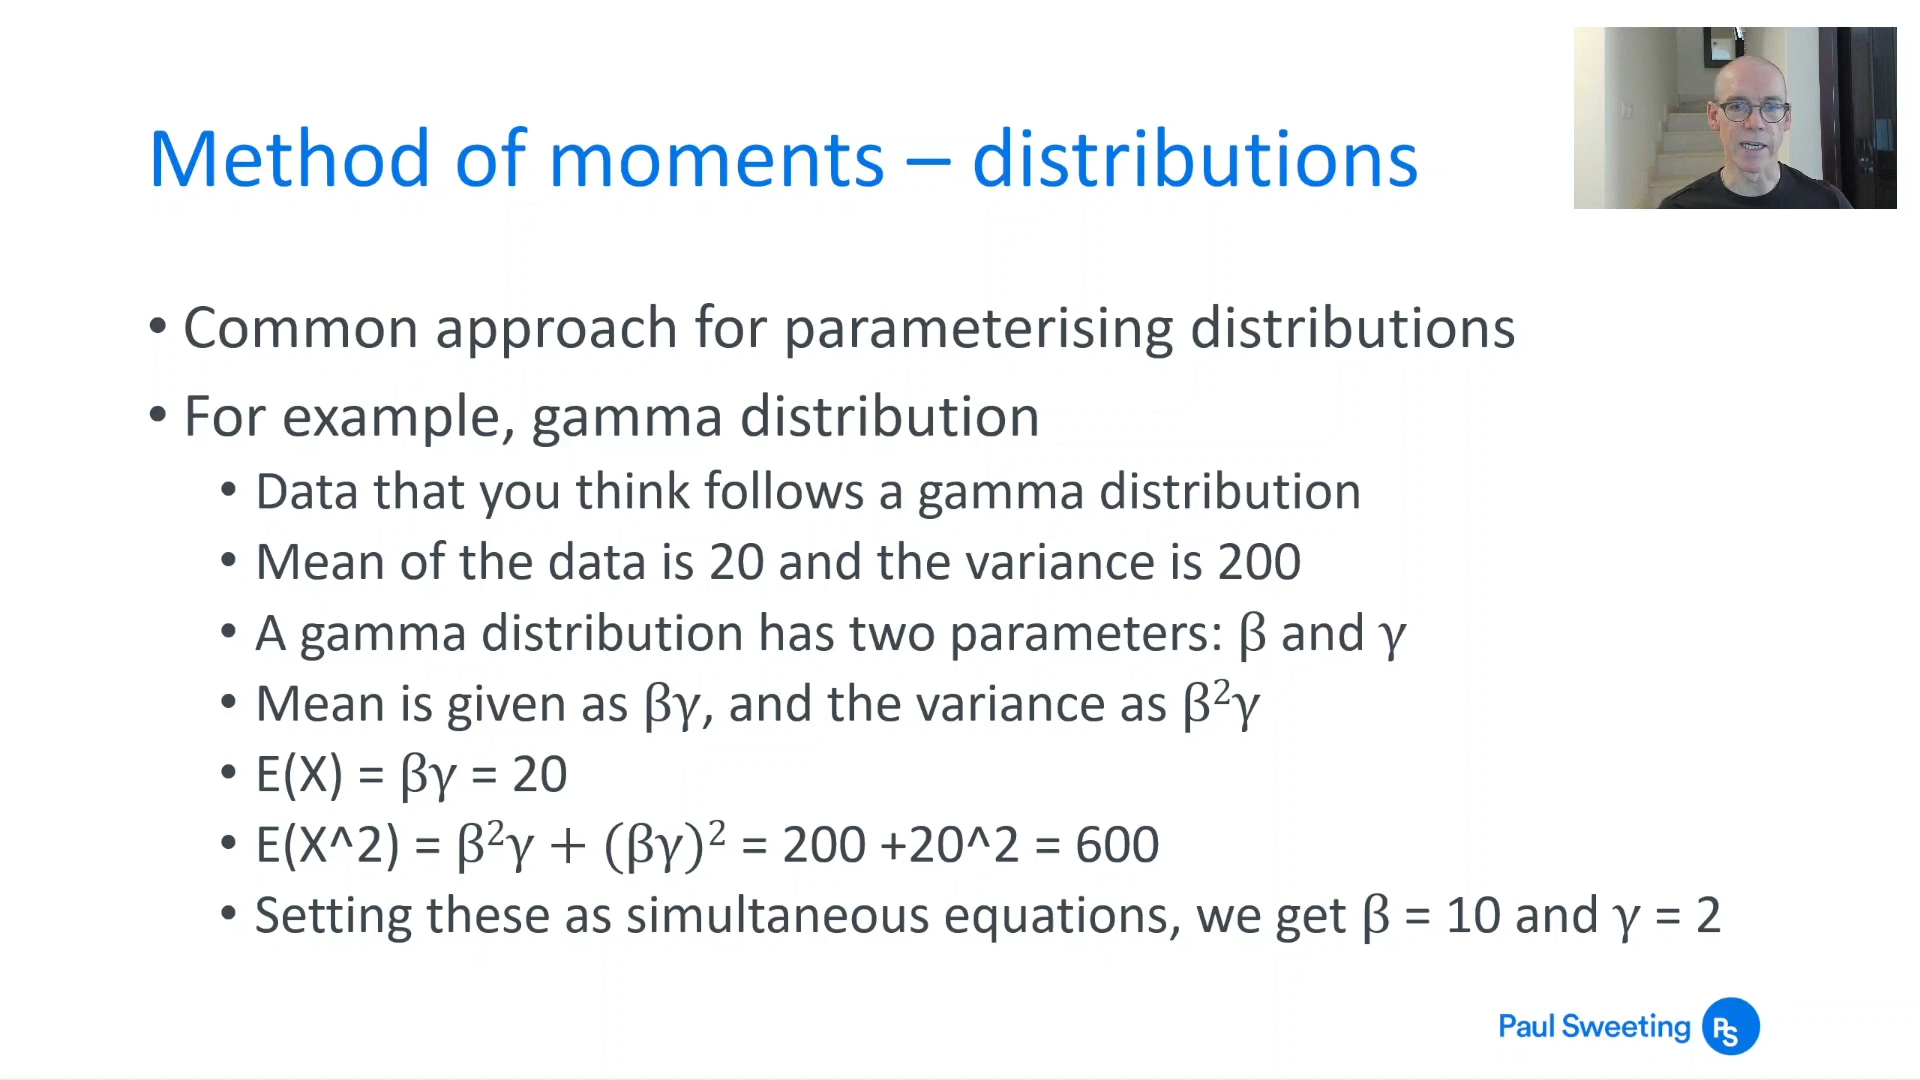 Method of moments – distributions
• Common approach for parameterising distributions
• For example, gamma distribution
• Data that you think follows a gamma distribution
• Mean of the data is 20 and the variance is 200
• A gamma distribution has two parameters: β and γ
• Mean is given as βγ, and the variance as β²γ
• E(X) = βγ = 20
• E(X^2) = β²γ + (βγ)² = 200 +20^2 = 600
• Setting these as simultaneous equations, we get β = 10 and γ = 2
Paul Sweeting PS